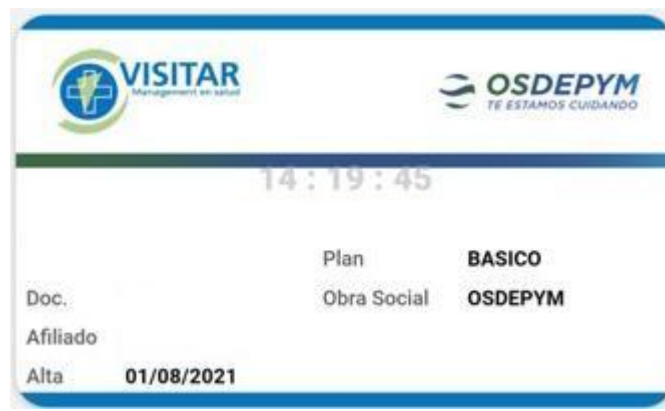 VISITAR
Management en salud
OSDEPYM
TE ESTAMOS CUIDANDO
14 : 19 : 45
Plan BASICO
Doc. Obra Social OSDEPYM
Afiliado
Alta 01/08/2021